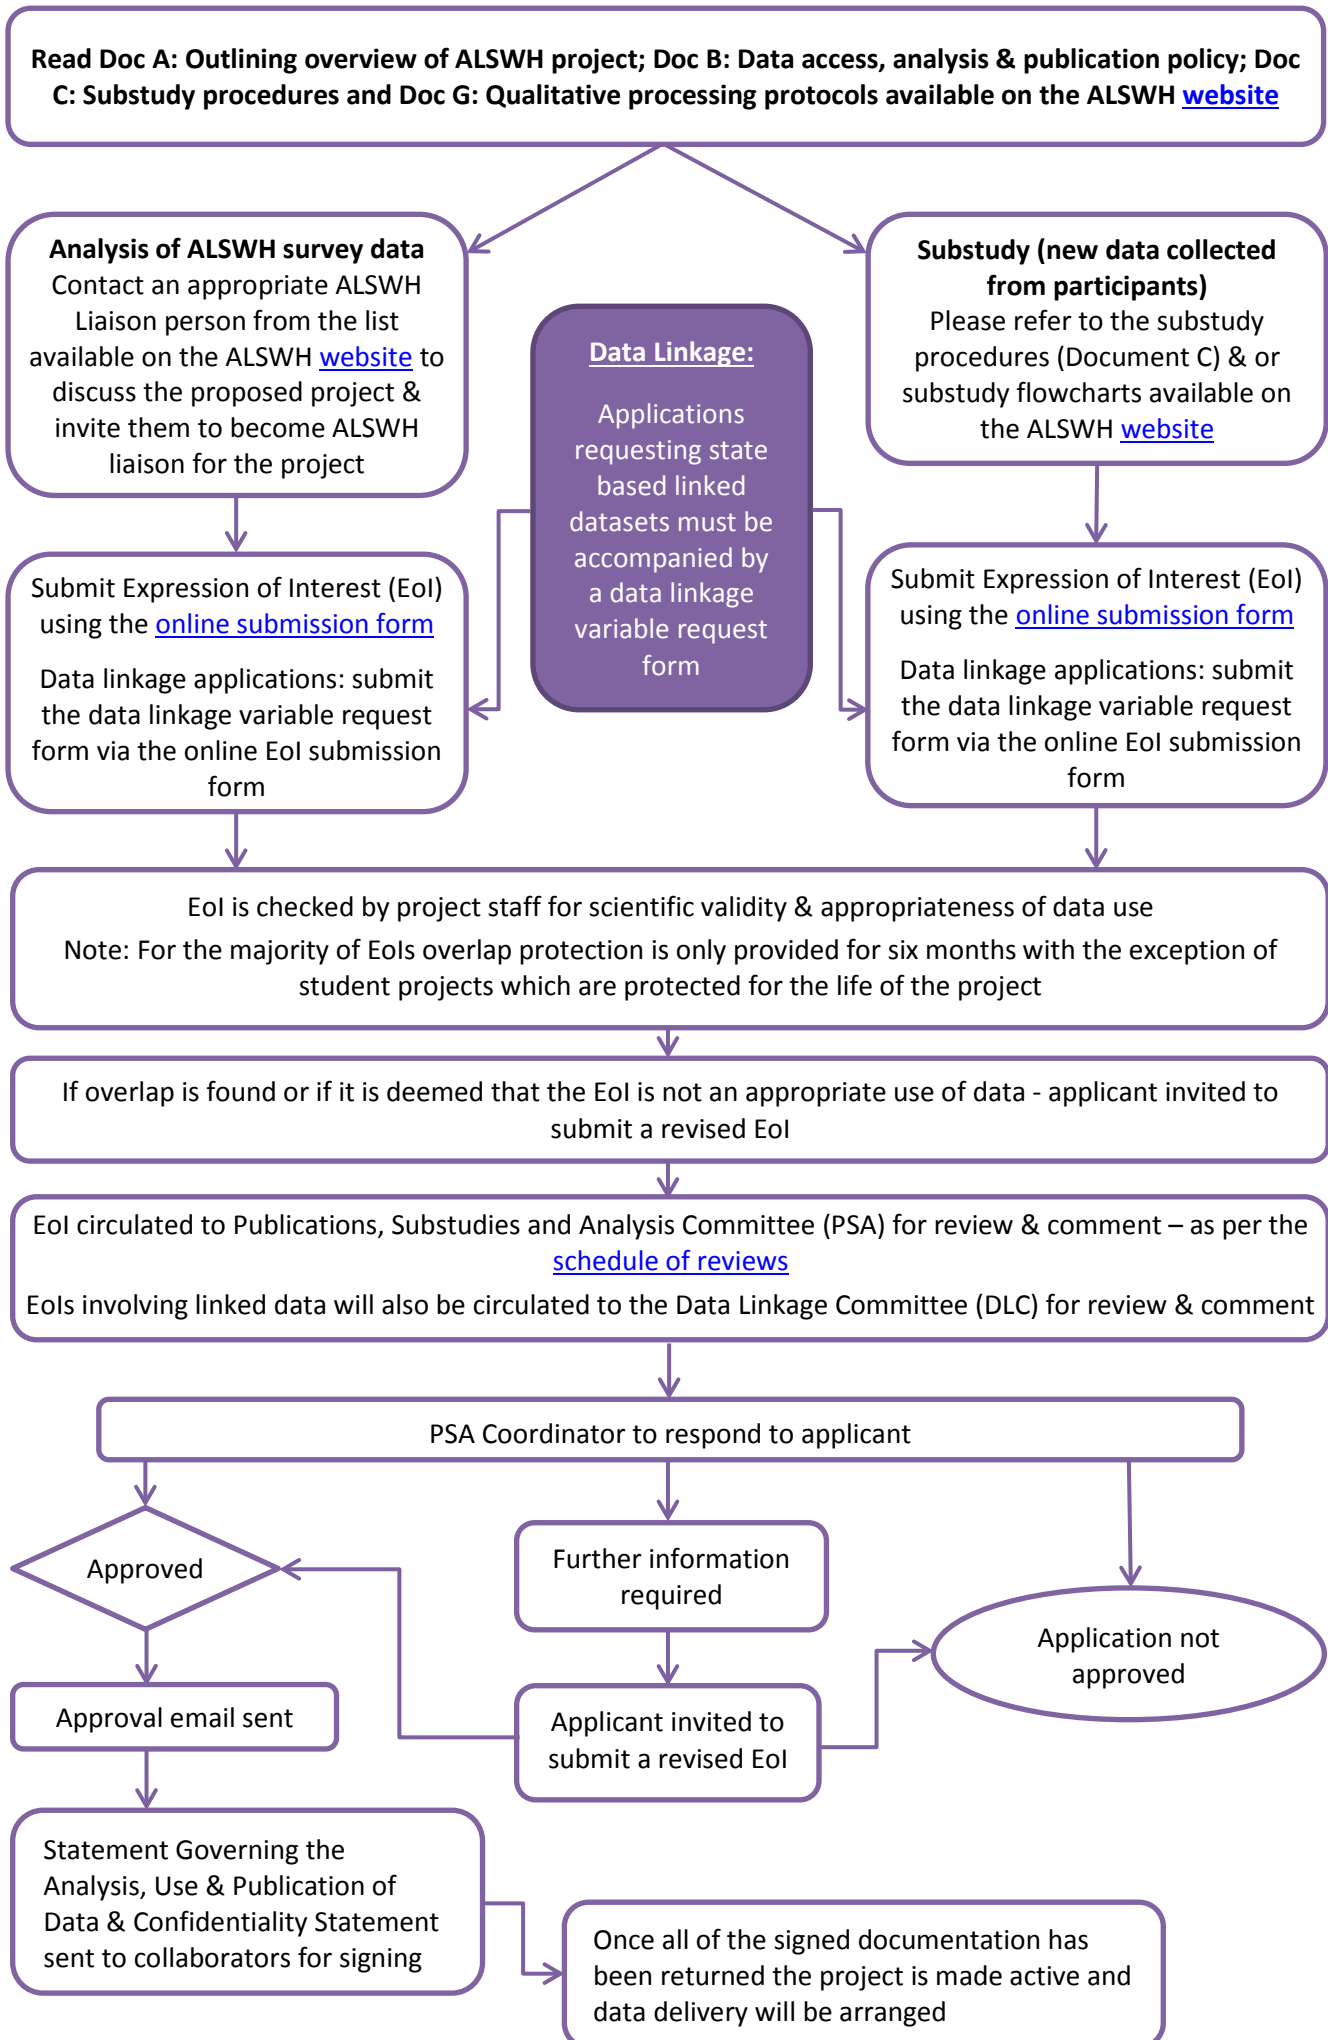 Read Doc A: Outlining overview of ALSWH project; Doc B: Data access, analysis & publication policy; Doc
C: Substudy procedures and Doc G: Qualitative processing protocols available on the ALSWH website
Analysis of ALSWH survey data
Contact an appropriate ALSWH
Liaison person from the list
available on the ALSWH website to
discuss the proposed project &
invite them to become ALSWH
liaison for the project
Data Linkage:
Applications
requesting state
based linked
datasets must be
accompanied by
a data linkage
variable request
form
Substudy (new data collected
from participants)
Please refer to the substudy
procedures (Document C) & or
substudy flowcharts available on
the ALSWH website
Submit Expression of Interest (EoI)
using the online submission form
Data linkage applications: submit
the data linkage variable request
form via the online EoI submission
form
Submit Expression of Interest (EoI)
using the online submission form
Data linkage applications: submit
the data linkage variable request
form via the online EoI submission
form
EoI is checked by project staff for scientific validity & appropriateness of data use
Note: For the majority of EoIs overlap protection is only provided for six months with the exception of
student projects which are protected for the life of the project
If overlap is found or if it is deemed that the EoI is not an appropriate use of data - applicant invited to
submit a revised EoI
EoI circulated to Publications, Substudies and Analysis Committee (PSA) for review & comment – as per the
schedule of reviews
EoIs involving linked data will also be circulated to the Data Linkage Committee (DLC) for review & comment
PSA Coordinator to respond to applicant
Approved
Further information
required
Application not
approved
Approval email sent
Applicant invited to
submit a revised EoI
Statement Governing the
Analysis, Use & Publication of
Data & Confidentiality Statement
sent to collaborators for signing
Once all of the signed documentation has
been returned the project is made active and
data delivery will be arranged